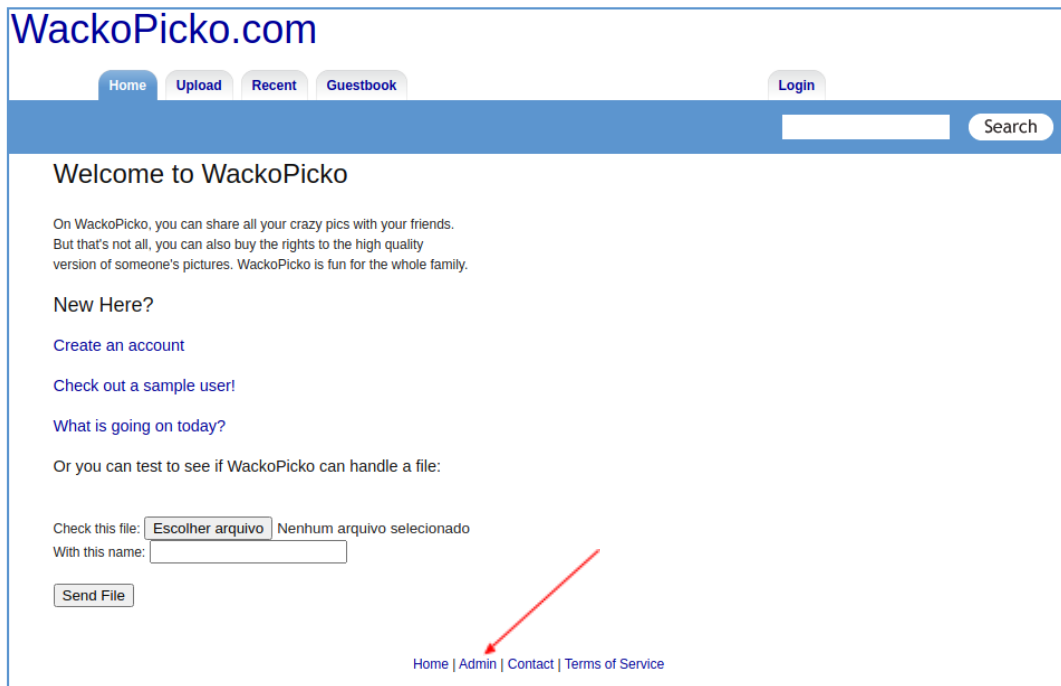 WackoPicko.com
Home Upload Recent Guestbook Login
Search
Welcome to WackoPicko
On WackoPicko, you can share all your crazy pics with your friends.
But that's not all, you can also buy the rights to the high quality
version of someone's pictures. WackoPicko is fun for the whole family.
New Here?
Create an account
Check out a sample user!
What is going on today?
Or you can test to see if WackoPicko can handle a file:
Check this file: Escolher arquivo Nenhum arquivo selecionado
With this name:
Send File
Home | Admin | Contact | Terms of Service